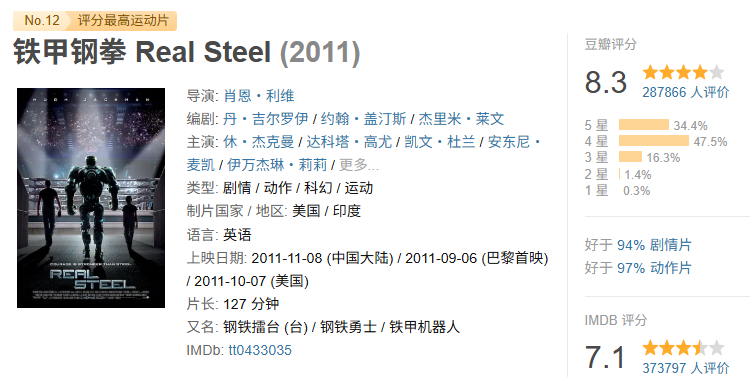 No.12 评分最高运动片
铁甲钢拳 Real Steel (2011)
HUGH JACKMAN
COURAGE IS STRONGER THAN STEEL
REAL
STEEL
导演: 肖恩·利维
编剧: 丹·吉尔罗伊 / 约翰·盖汀斯 / 杰里米·莱文
主演: 休·杰克曼 / 达科塔·高尤 / 凯文·杜兰 / 安东尼·
麦凯 / 伊万杰琳·莉莉 / 更多...
类型: 剧情 / 动作 / 科幻 / 运动
制片国家 / 地区: 美国 / 印度
语言: 英语
上映日期: 2011-11-08 (中国大陆) / 2011-09-06 (巴黎首映)
/ 2011-10-07 (美国)
片长: 127 分钟
又名: 钢铁擂台 (台) / 钢铁勇士 / 铁甲机器人
IMDb: tt0433035
豆瓣评分
8.3
287866 人评价
5 星 34.4%
4 星 47.5%
3 星 16.3%
2 星 1.4%
1 星 0.3%
好于 94% 剧情片
好于 97% 动作片
IMDB 评分
7.1
373797 人评价